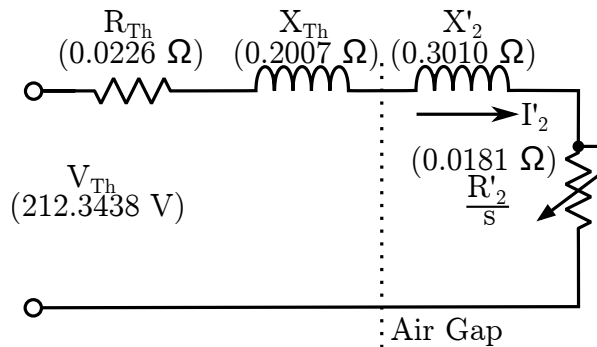 R_Th
(0.0226 Ω)
X_Th
(0.2007 Ω)
X'_2
(0.3010 Ω)
I'_2
(0.0181 Ω)
R'_2
s
V_Th
(212.3438 V)
Air Gap